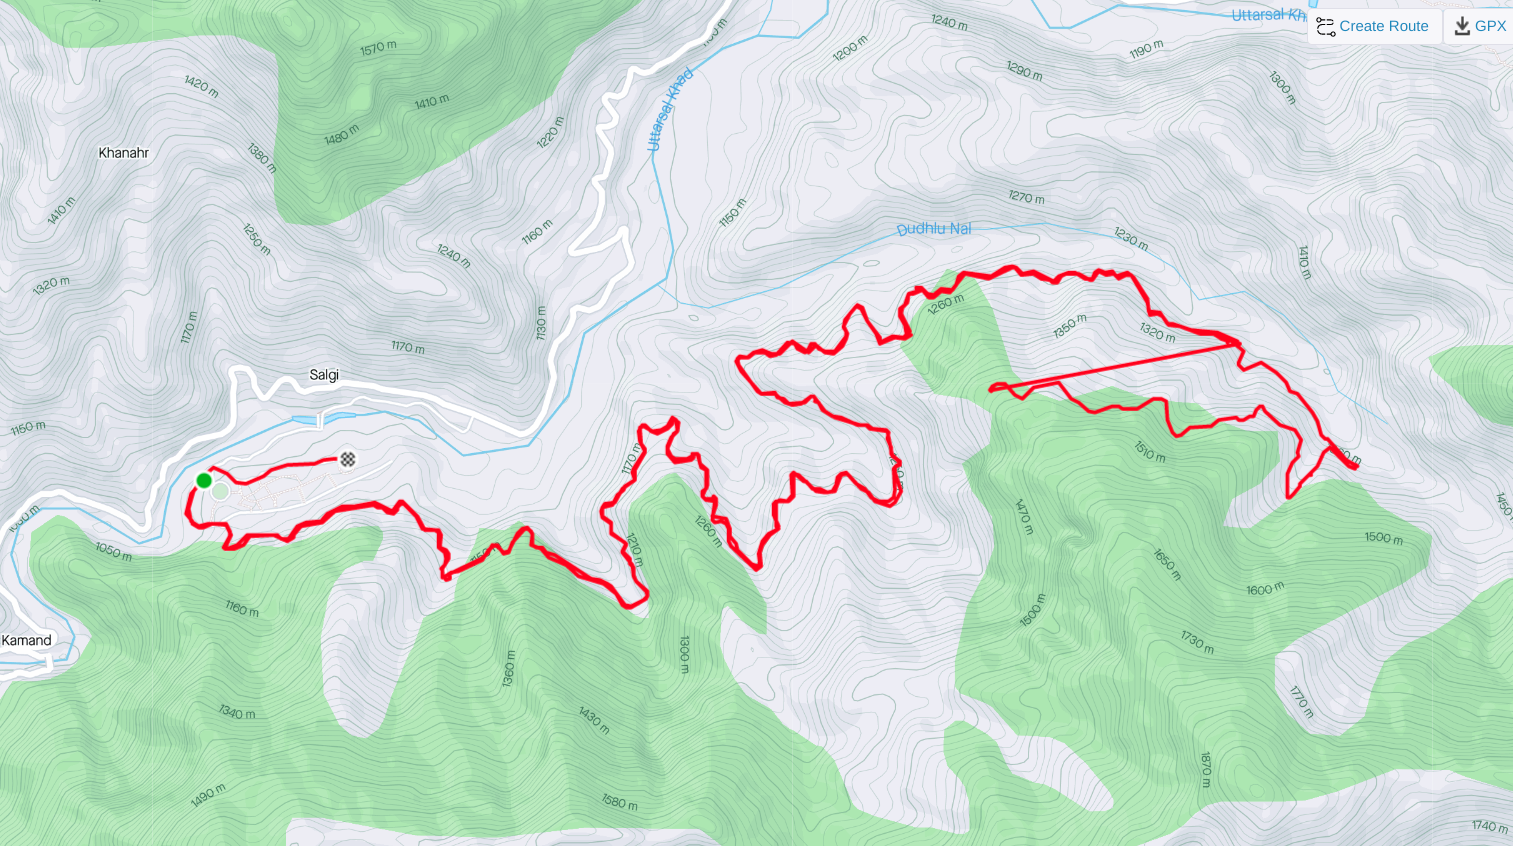 Uttarsal Kh
Create Route
GPX
1240 m
1570 m
1200 m
1190 m
1290 m
1420 m
1300 m
1410 m
Uttarsal Khad
1480 m
1220 m
Khanahr
1380 m
1270 m
1410 m
1150 m
Dudhlu Nal
1160 m
1230 m
1250 m
1240 m
1410 m
1320 m
1260 m
1170 m
1130 m
1350 m
1320 m
1170 m
Salgi
1150 m
1510 m
1170 m
1450
1470 m
1260 m
1500 m
1050 m
1210 m
1650 m
1600 m
1160 m
1500 m
Kamand
1730 m
1300 m
1360 m
1770 m
1340 m
1430 m
1870 m
1490 m
1580 m
1740 m